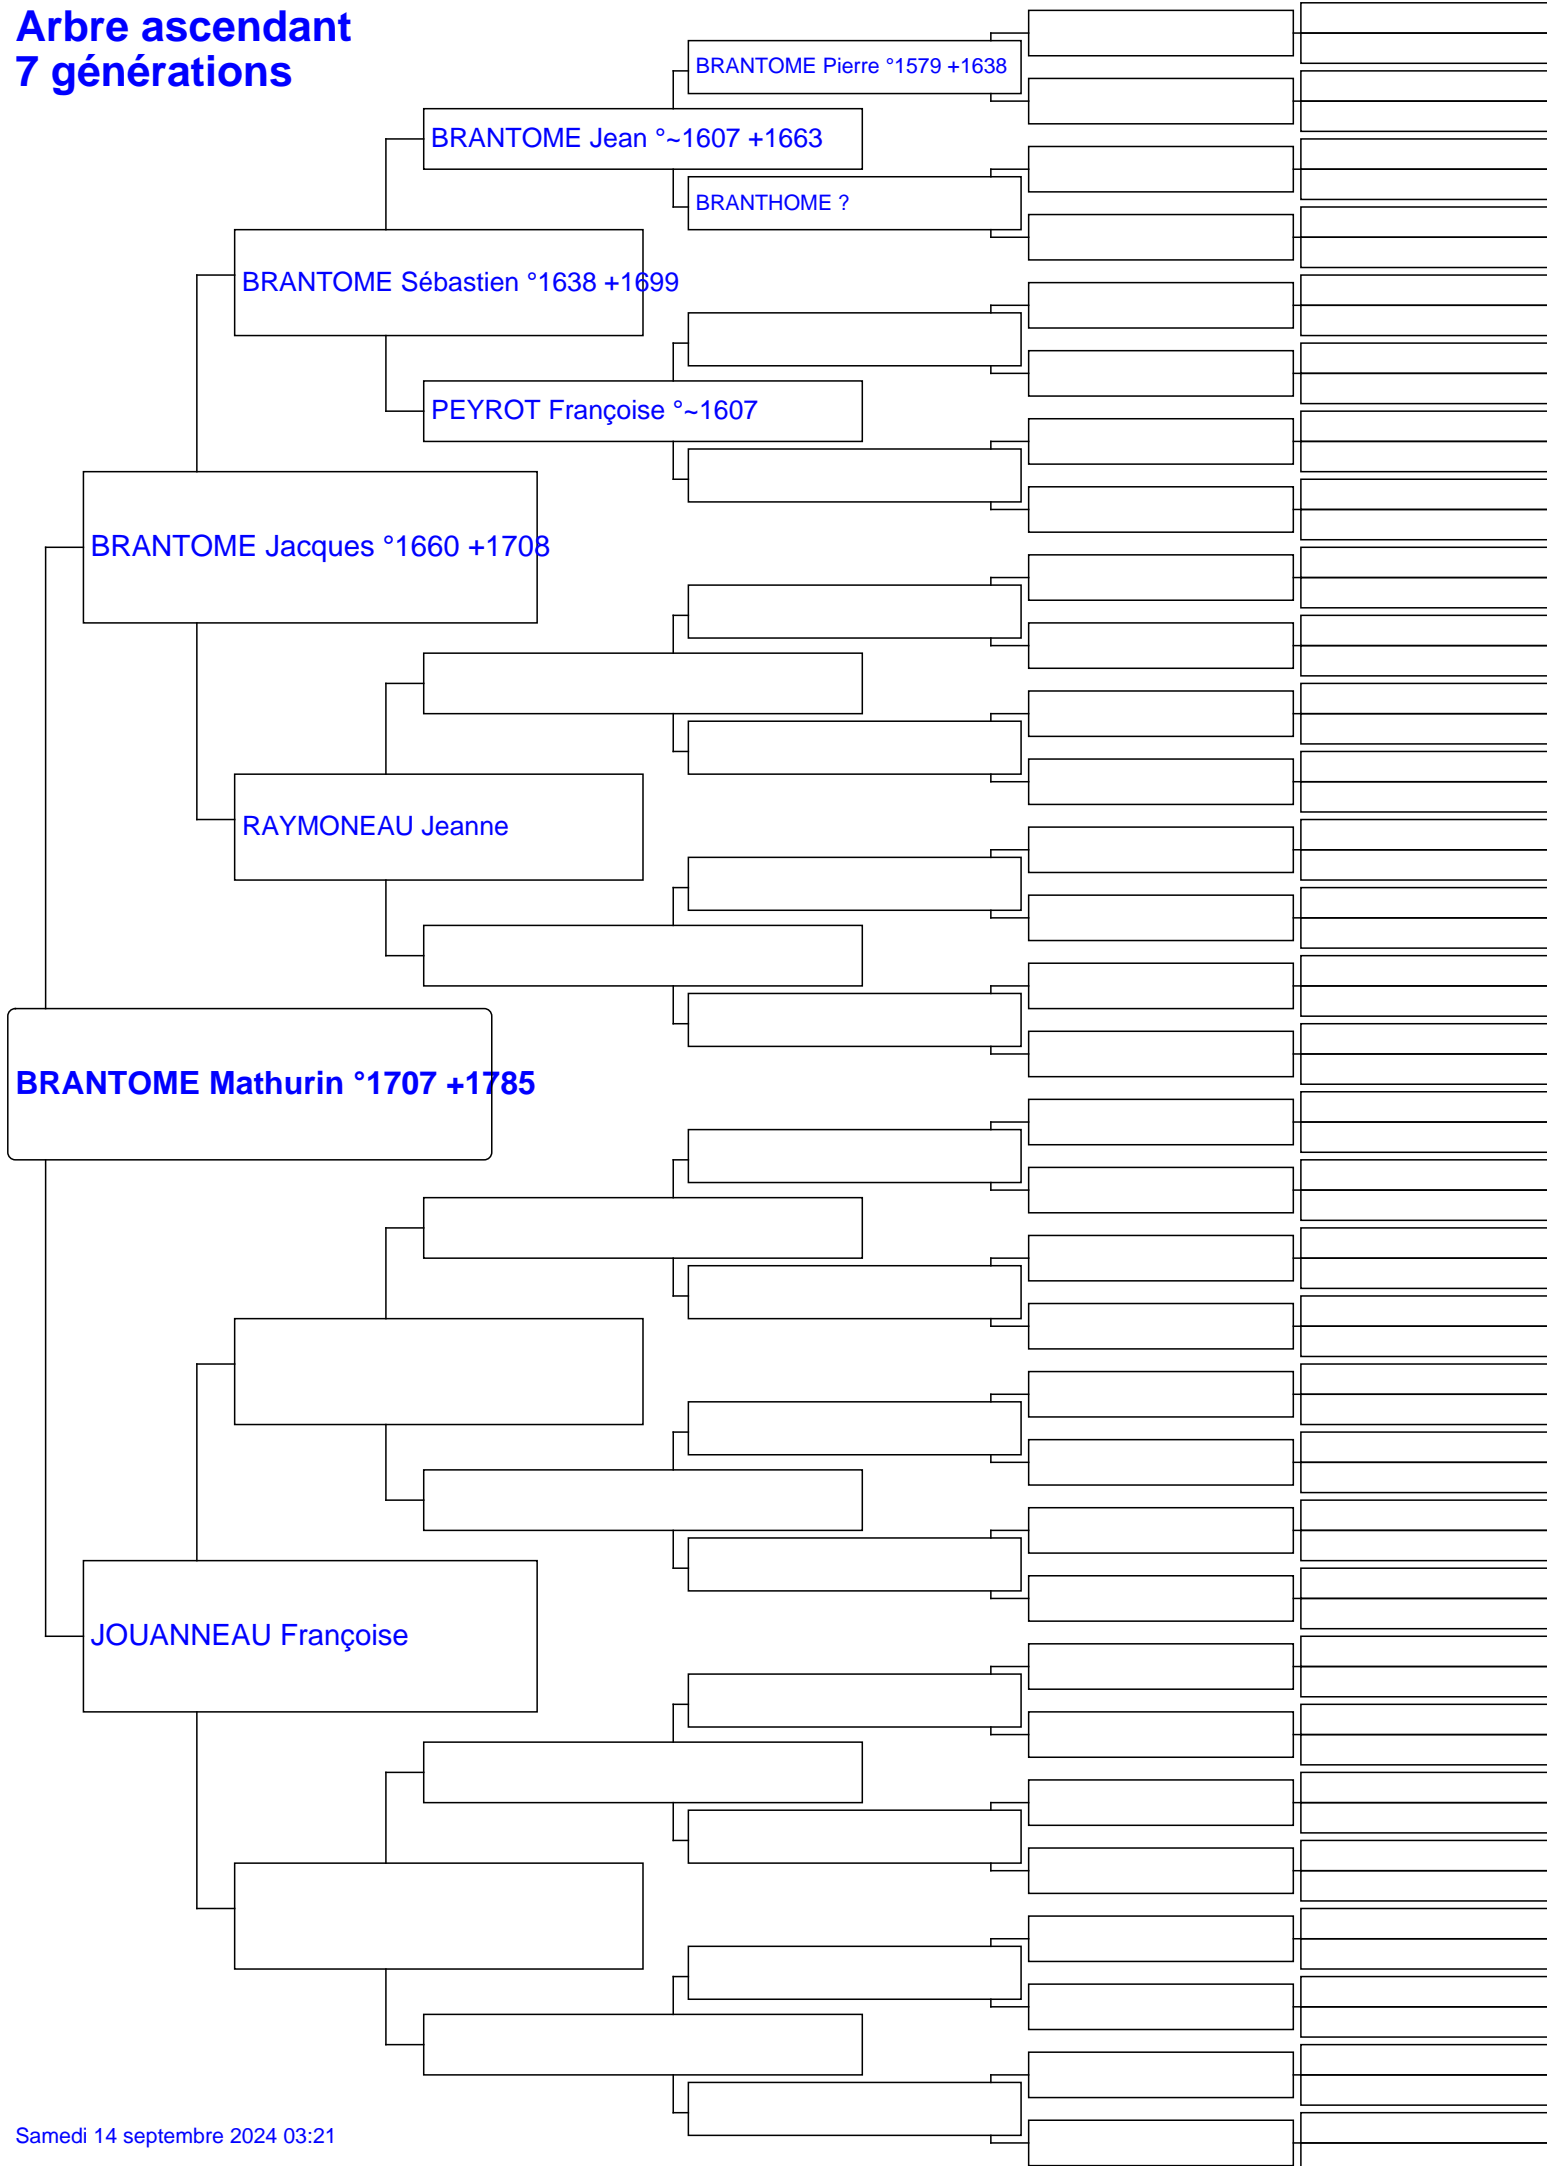 Arbre ascendant
7 générations
BRANTOME Pierre °1579 +1638
BRANTOME Jean °~1607 +1663
BRANTHOME ?
BRANTOME Sébastien °1638 +1699
PEYROT Françoise °~1607
BRANTOME Jacques °1660 +1708
RAYMONEAU Jeanne
BRANTOME Mathurin °1707 +1785
JOUANNEAU Françoise
Samedi 14 septembre 2024 03:21